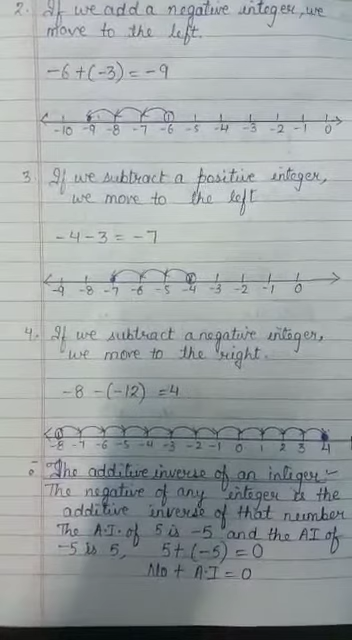 2. If we add a negative integer, we
move to the left.
-6+(-3) = -9
-10 -9 -8 -7 -6 -5 -4 -3 -2 -1 0
3. If we subtract a positive integer,
we move to the left
-4-3 = -7
-9 -8 -7 -6 -5 -4 -3 -2 -1 0
4. If we subtract a negative integer,
we move to the right.
-8 -(-12) = 4
-8 -7 -6 -5 -4 -3 -2 -1 0 1 2 3 4
The additive inverse of an integer -
The negative of any integer is the
additive inverse of that number
The A.I. of 5 is -5 and the AI of
-5 is 5, 5+(-5) = 0
No + A.I = 0